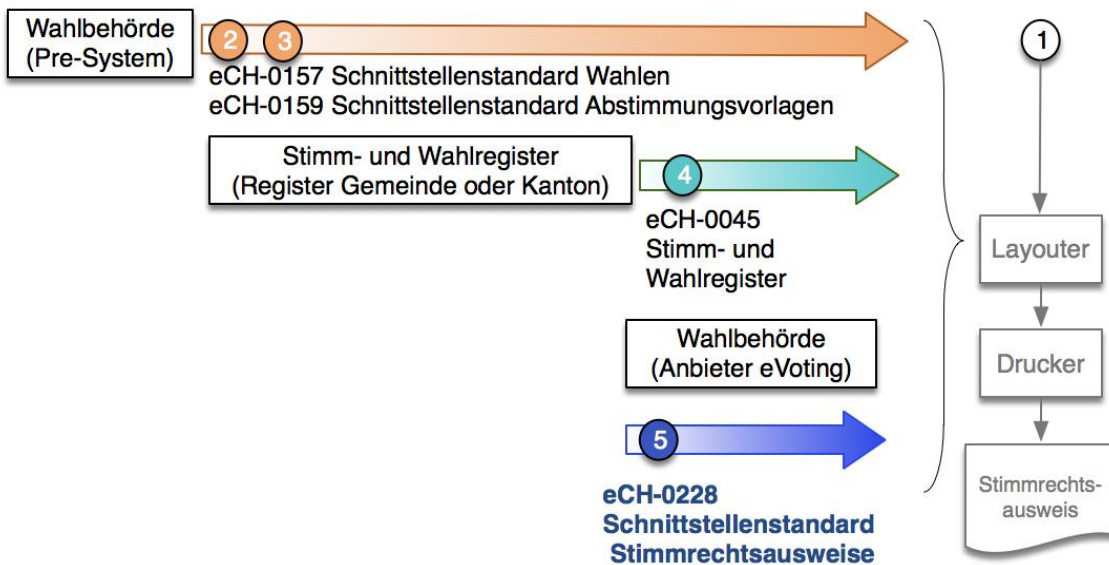 Wahlbehörde
(Pre-System)
2
3
1
eCH-0157 Schnittstellenstandard Wahlen
eCH-0159 Schnittstellenstandard Abstimmungsvorlagen
Stimm- und Wahlregister
(Register Gemeinde oder Kanton)
4
eCH-0045
Stimm- und
Wahlregister
Layouter
Wahlbehörde
(Anbieter eVoting)
Drucker
5
eCH-0228
Schnittstellenstandard
Stimmrechtsausweise
Stimmrechts-
ausweis